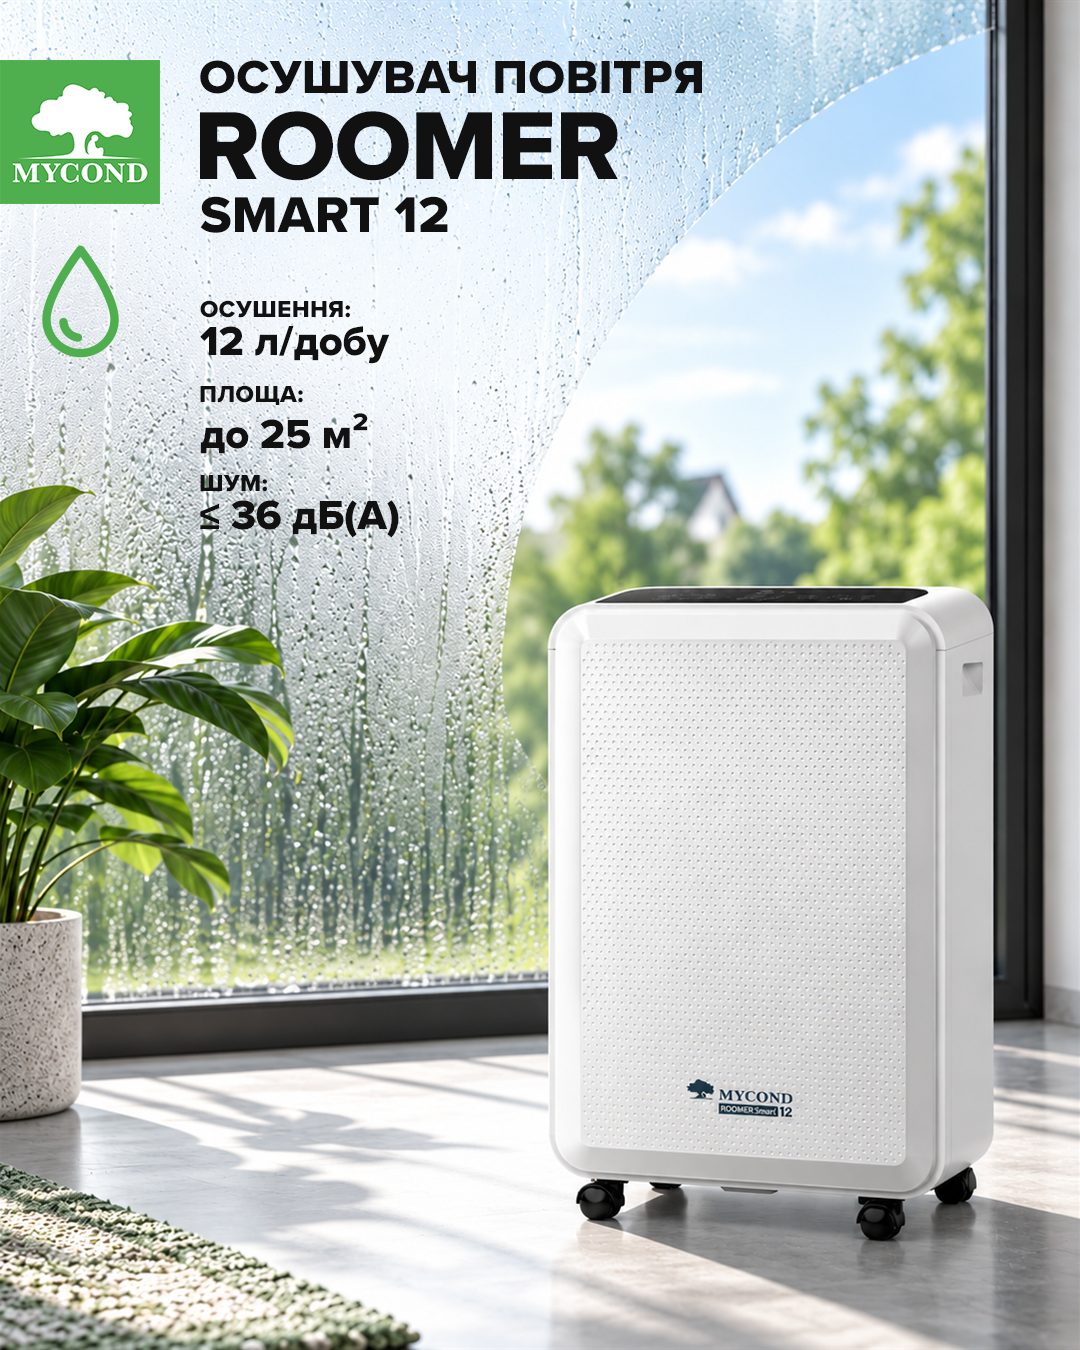 ОСУШУВАЧ ПОВІТРЯ
ROOMER
SMART 12
MYCOND
ОСУШЕННЯ:
12 л/добу
ПЛОЩА:
до 25 м²
ШУМ:
≤ 36 дБ(А)
MYCOND
ROOMER Smart 12